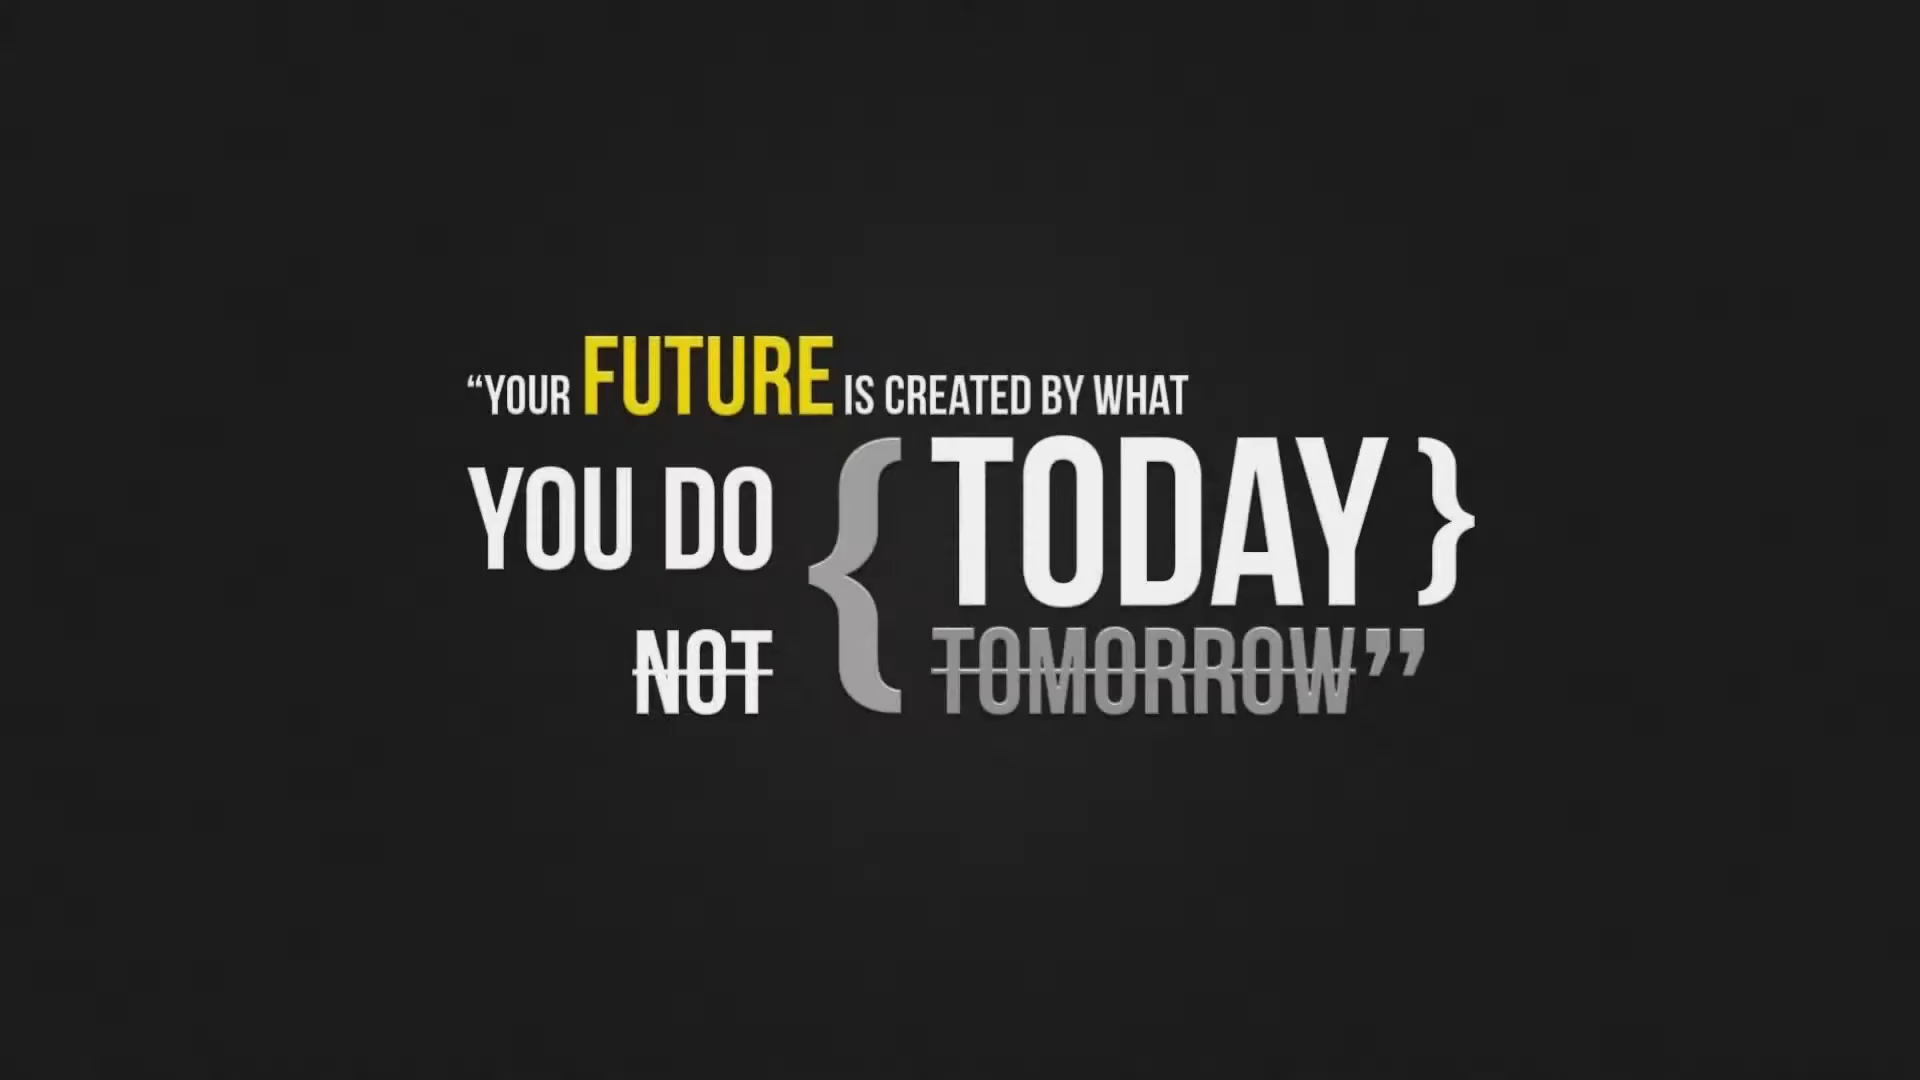 “YOUR FUTURE IS CREATED BY WHAT
YOU DO { TODAY }
NOT TOMORROW”